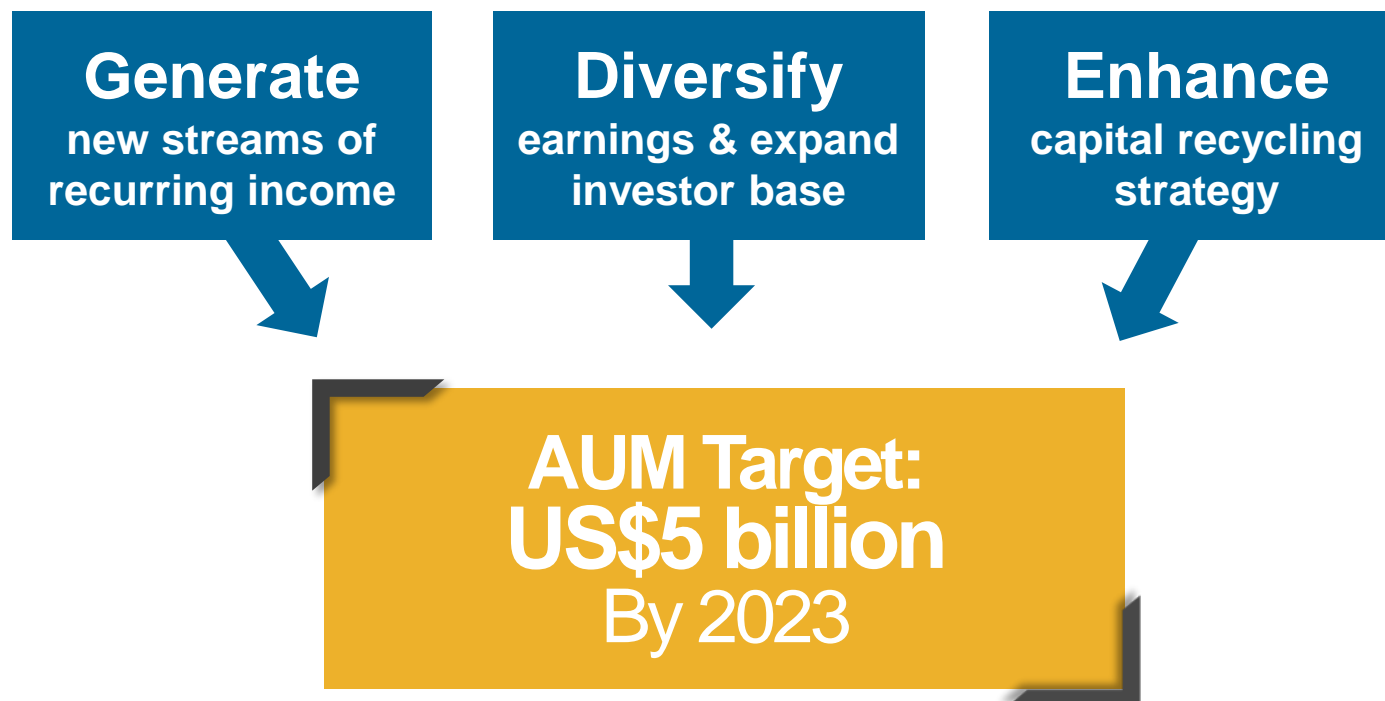 Generate
new streams of
recurring income
Diversify
earnings & expand
investor base
Enhance
capital recycling
strategy
AUM Target:
US$5 billion
By 2023